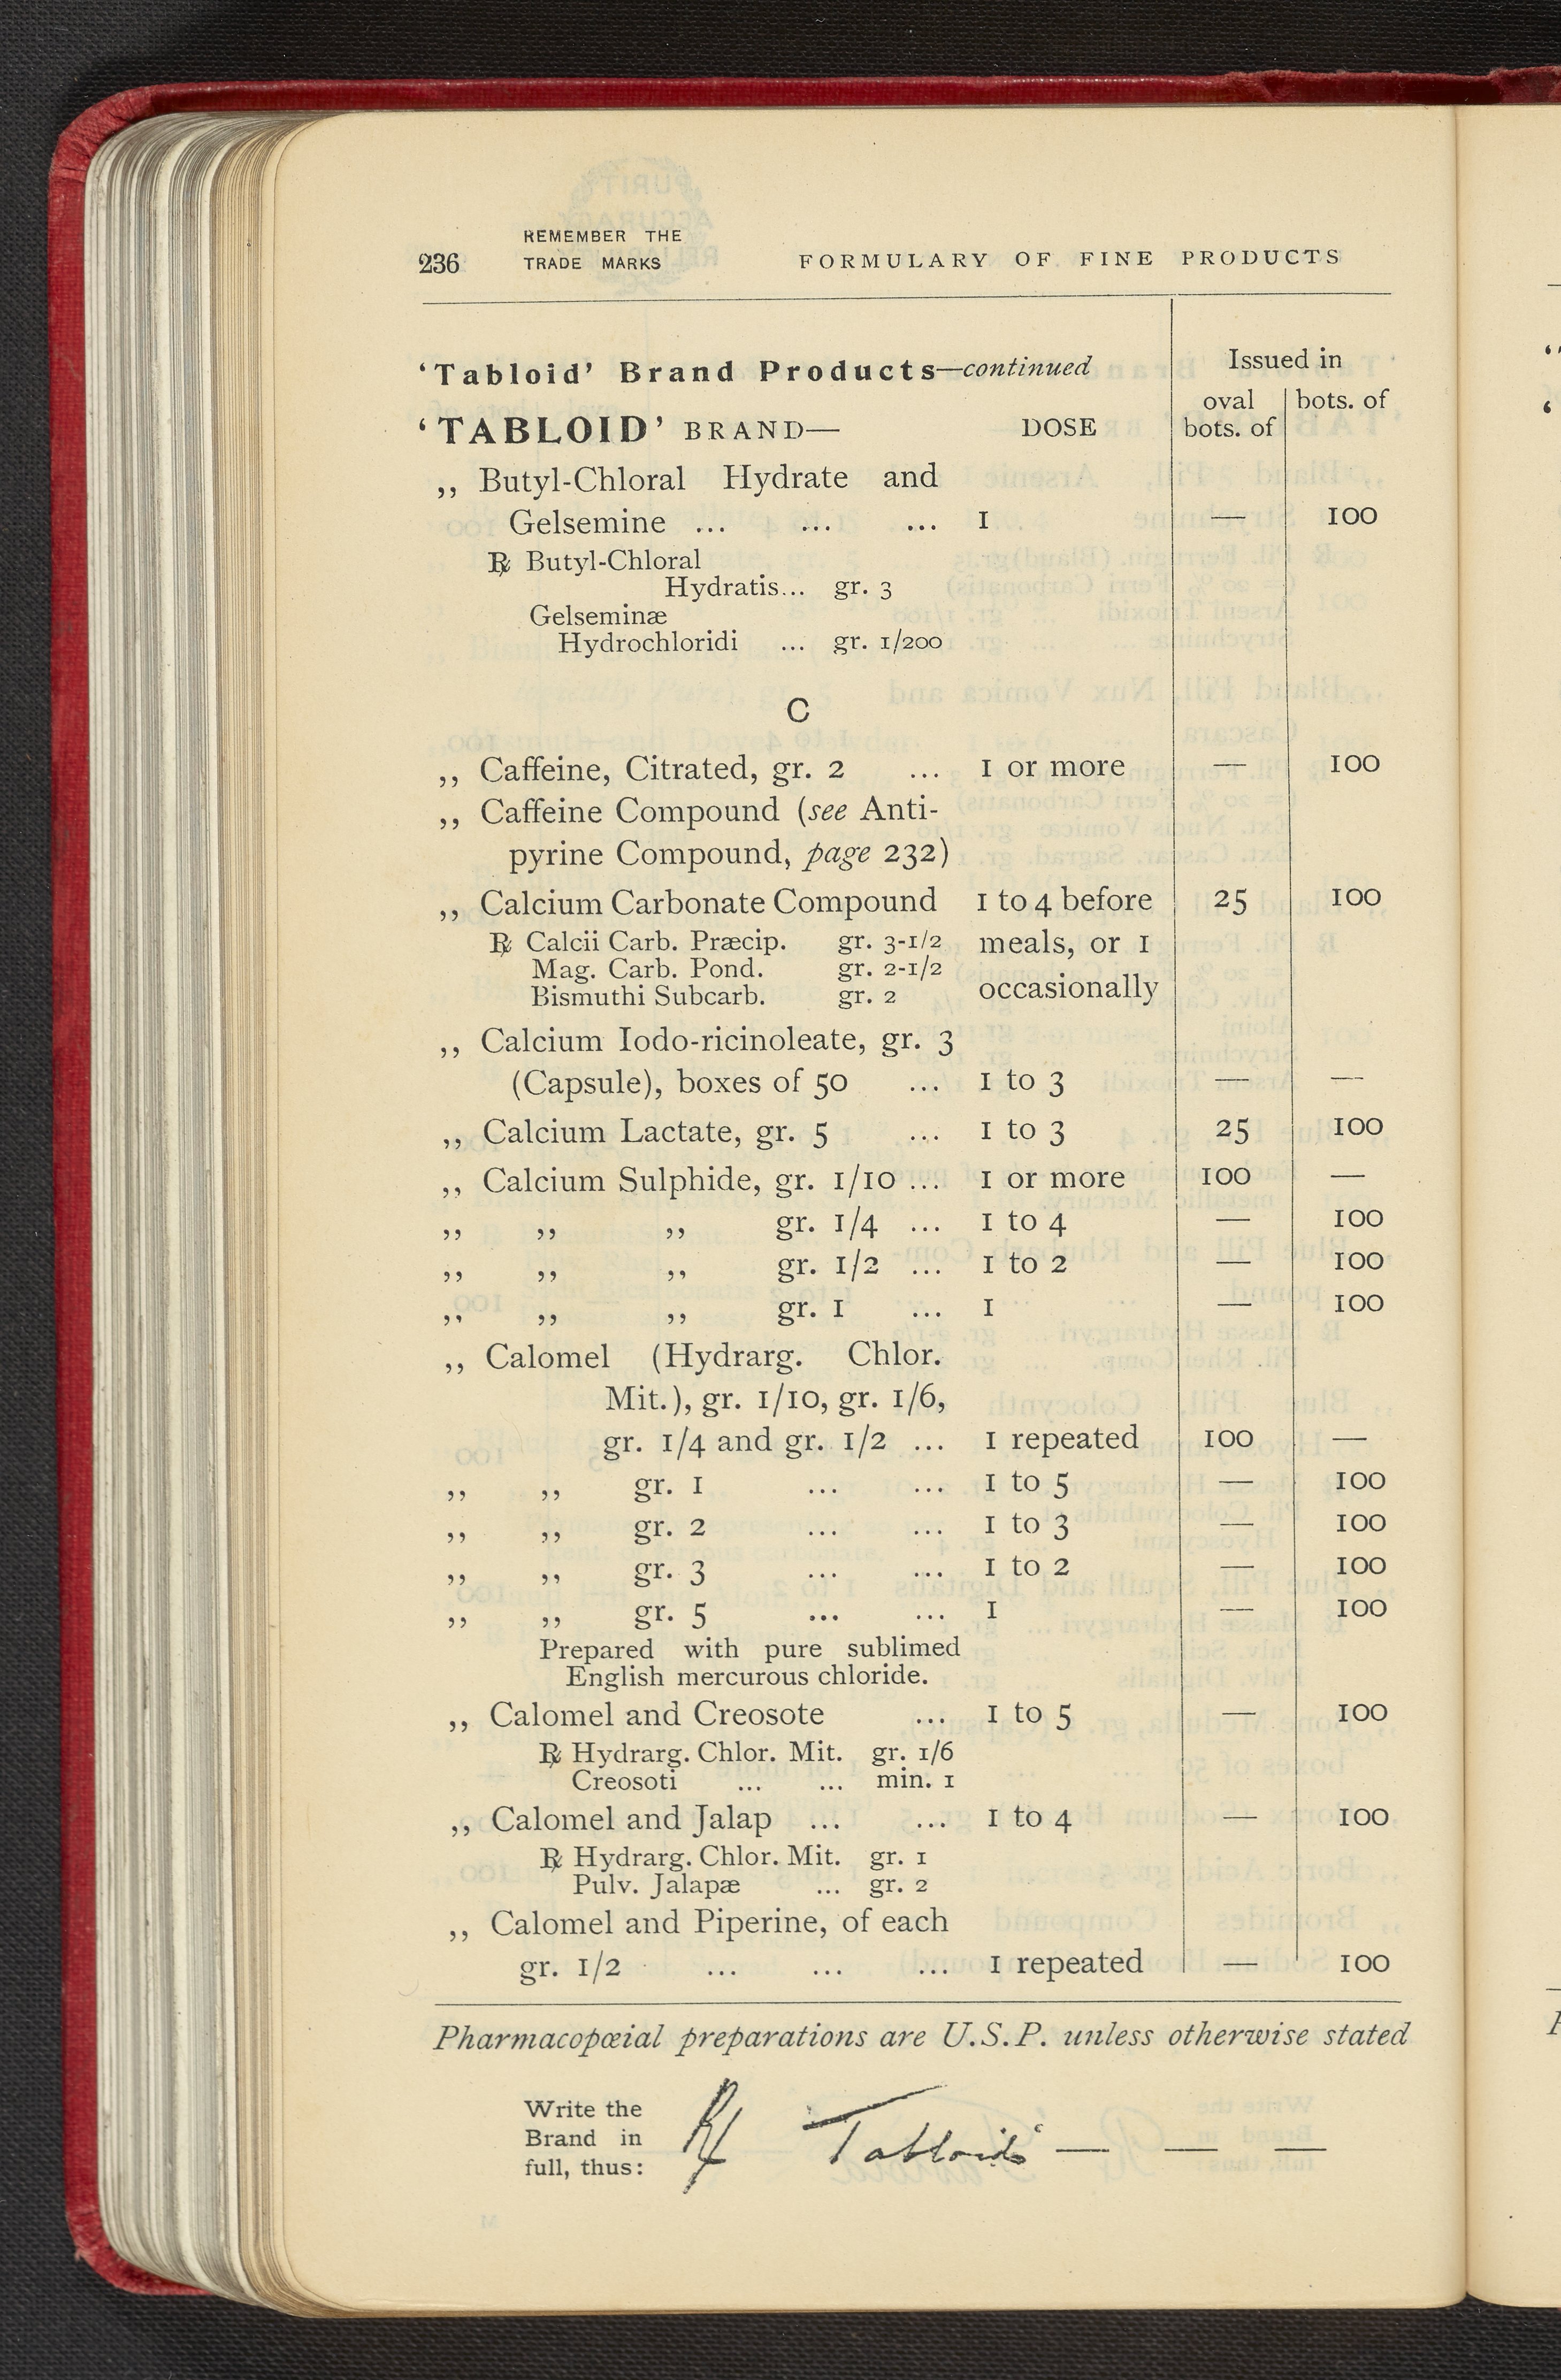 236 REMEMBER THE TRADE MARKS FORMULARY OF FINE PRODUCTS
'Tabloid' Brand Products—continued Issued in
'TABLOID' BRAND— DOSE oval bots. of bots. of
,, Butyl-Chloral Hydrate and
Gelsemine ... ... ... 1 — 100
℞ Butyl-Chloral
Hydratis... gr. 3
Gelseminæ
Hydrochloridi ... gr. 1/200
C
,, Caffeine, Citrated, gr. 2 ... 1 or more — 100
,, Caffeine Compound (see Anti-
pyrine Compound, page 232)
,, Calcium Carbonate Compound 1 to 4 before 25 100
℞ Calcii Carb. Præcip. gr. 3-1/2 meals, or 1
Mag. Carb. Pond. gr. 2-1/2
Bismuthi Subcarb. gr. 2 occasionally
,, Calcium Iodo-ricinoleate, gr. 3
(Capsule), boxes of 50 ... 1 to 3 — —
,, Calcium Lactate, gr. 5 ... 1 to 3 25 100
,, Calcium Sulphide, gr. 1/10 ... 1 or more 100 —
,, ,, ,, gr. 1/4 ... 1 to 4 — 100
,, ,, ,, gr. 1/2 ... 1 to 2 — 100
,, ,, ,, gr. 1 ... 1 — 100
,, Calomel (Hydrarg. Chlor.
Mit.), gr. 1/10, gr. 1/6,
gr. 1/4 and gr. 1/2 ... 1 repeated 100 —
,, ,, gr. 1 ... ... 1 to 5 — 100
,, ,, gr. 2 ... ... 1 to 3 — 100
,, ,, gr. 3 ... ... 1 to 2 — 100
,, ,, gr. 5 ... ... 1 — 100
Prepared with pure sublimed
English mercurous chloride.
,, Calomel and Creosote ... 1 to 5 — 100
℞ Hydrarg. Chlor. Mit. gr. 1/6
Creosoti ... ... min. 1
,, Calomel and Jalap ... ... 1 to 4 — 100
℞ Hydrarg. Chlor. Mit. gr. 1
Pulv. Jalapæ ... gr. 2
,, Calomel and Piperine, of each
gr. 1/2 ... ... ... 1 repeated — 100
Pharmacopœial preparations are U.S.P. unless otherwise stated
Write the
Brand in
full, thus: ℞ 'Tabloid' — — —